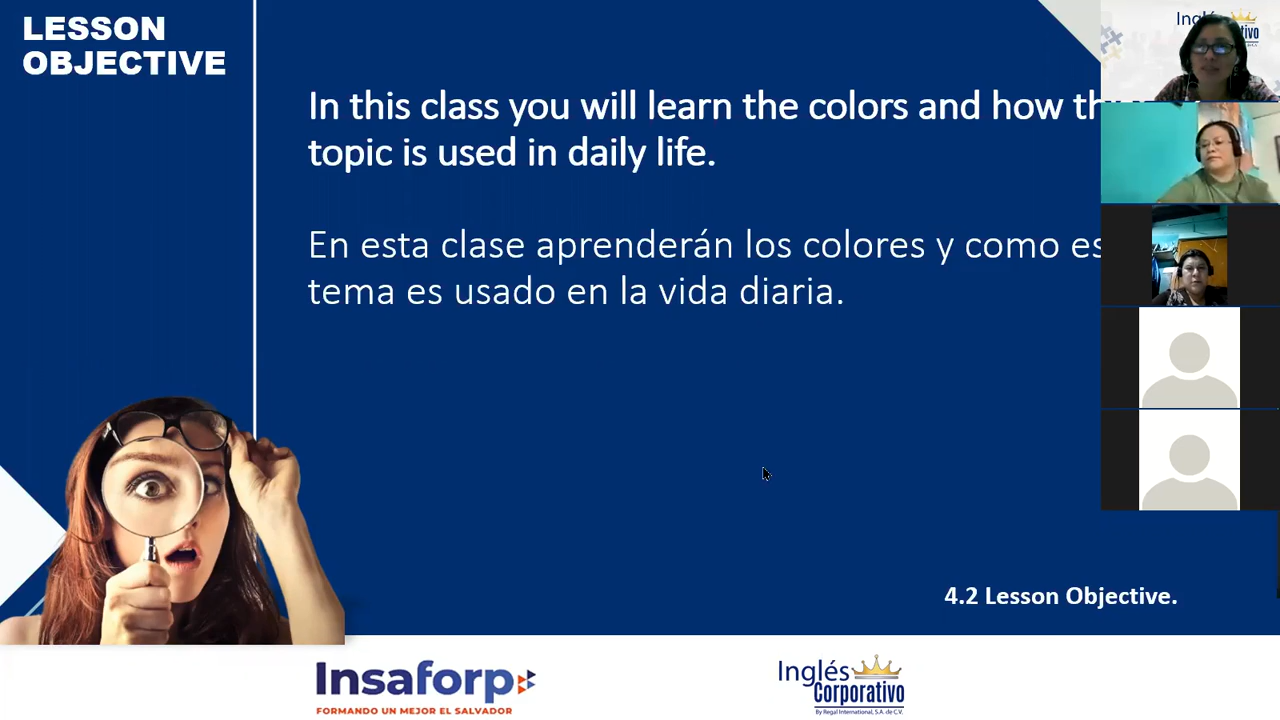 LESSON
OBJECTIVE
In this class you will learn the colors and how
topic is used in daily life.
En esta clase aprenderán los colores y como
tema es usado en la vida diaria.
4.2 Lesson Objective.
Insaforp
FORMANDO UN MEJOR EL SALVADOR
Inglés
Corporativo
By Regal International, S.A. de C.V.